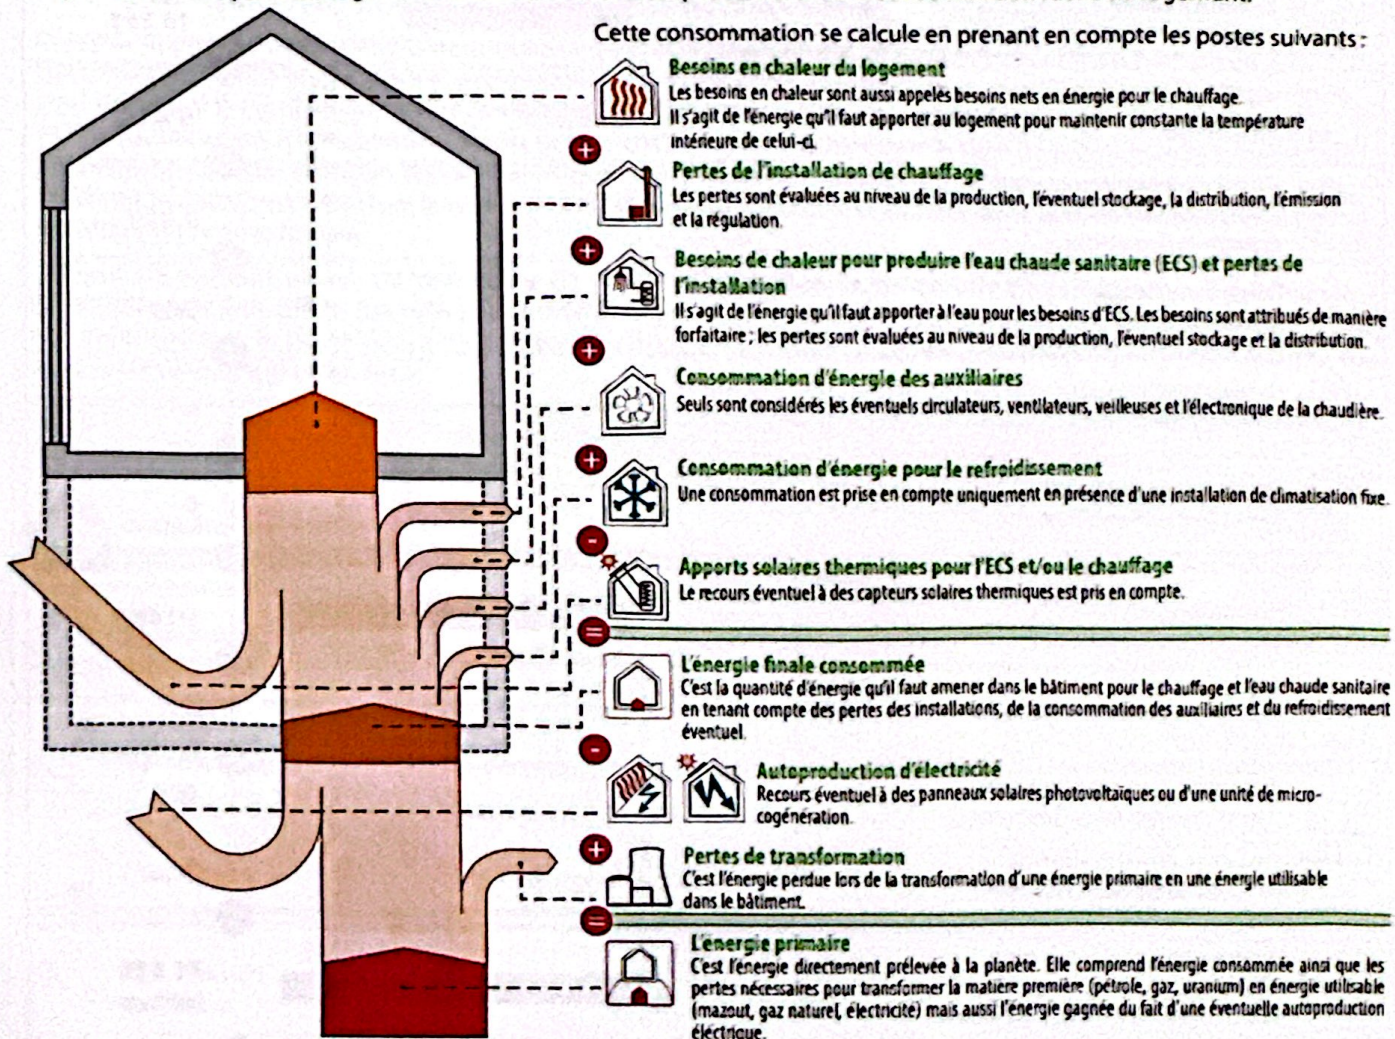 Cette consommation se calcule en prenant en compte les postes suivants :
Besoins en chaleur du logement
Les besoins en chaleur sont aussi appelés besoins nets en énergie pour le chauffage.
Il s'agit de l'énergie qu'il faut apporter au logement pour maintenir constante la température
intérieure de celui-ci.
+
Pertes de l'installation de chauffage
Les pertes sont évaluées au niveau de la production, l'éventuel stockage, la distribution, l'émission
et la régulation.
+
Besoins de chaleur pour produire l'eau chaude sanitaire (ECS) et pertes de
l'installation
Il s'agit de l'énergie qu'il faut apporter à l'eau pour les besoins d'ECS. Les besoins sont attribués de manière
forfaitaire ; les pertes sont évaluées au niveau de la production, l'éventuel stockage et la distribution.
+
Consommation d'énergie des auxiliaires
Seuls sont considérés les éventuels circulateurs, ventilateurs, veilleuses et l'électronique de la chaudière.
+
Consommation d'énergie pour le refroidissement
Une consommation est prise en compte uniquement en présence d'une installation de climatisation fixe.
-
Apports solaires thermiques pour l'ECS et/ou le chauffage
Le recours éventuel à des capteurs solaires thermiques est pris en compte.
=
L'énergie finale consommée
C'est la quantité d'énergie qu'il faut amener dans le bâtiment pour le chauffage et l'eau chaude sanitaire
en tenant compte des pertes des installations, de la consommation des auxiliaires et du refroidissement
éventuel.
-
Autoproduction d'électricité
Recours éventuel à des panneaux solaires photovoltaïques ou d'une unité de micro-
cogénération.
+
Pertes de transformation
C'est l'énergie perdue lors de la transformation d'une énergie primaire en une énergie utilisable
dans le bâtiment.
=
L'énergie primaire
C'est l'énergie directement prélevée à la planète. Elle comprend l'énergie consommée ainsi que les
pertes nécessaires pour transformer la matière première (pétrole, gaz, uranium) en énergie utilisable
(mazout, gaz naturel, électricité) mais aussi l'énergie gagnée du fait d'une éventuelle autoproduction
éléctrique.